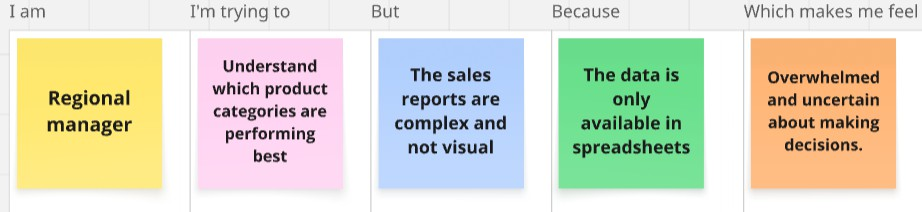 I am
I'm trying to
But
Because
Which makes me feel
Regional
manager
Understand
which product
categories are
performing
best
The sales
reports are
complex and
not visual
The data is
only
available in
spreadsheets
Overwhelmed
and uncertain
about making
decisions.